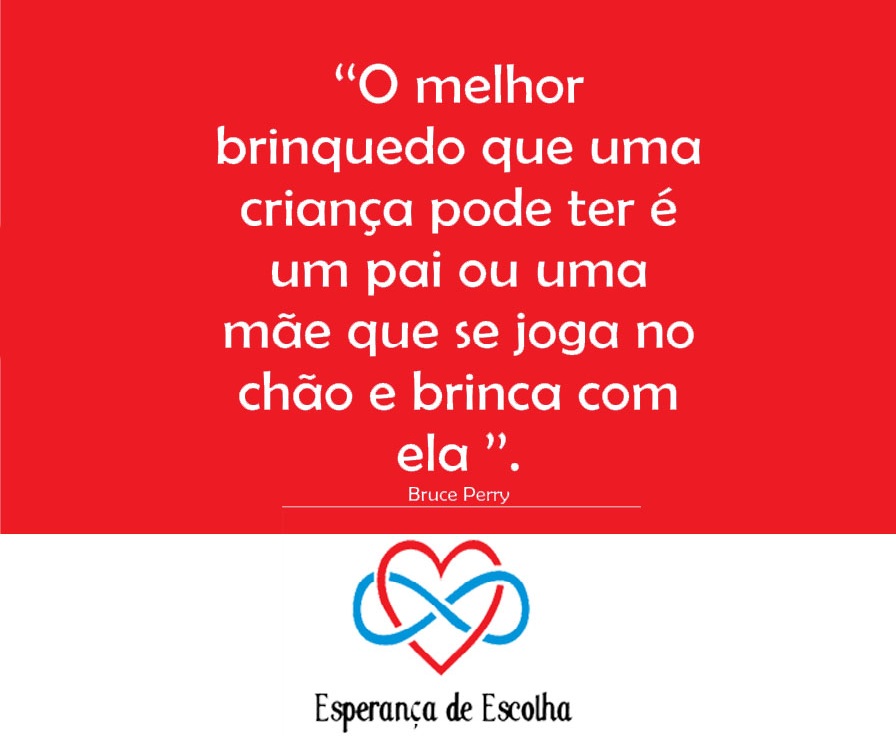 “O melhor
brinquedo que uma
criança pode ter é
um pai ou uma
mãe que se joga no
chão e brinca com
ela ”.
Bruce Perry
Esperança de Escolha